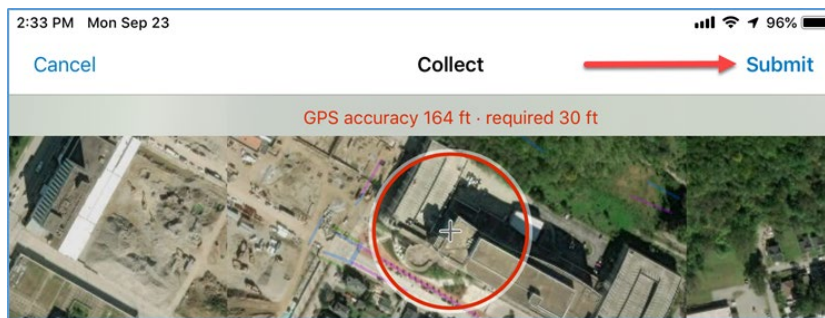 2:33 PM Mon Sep 23 96%
Cancel Collect Submit
GPS accuracy 164 ft · required 30 ft